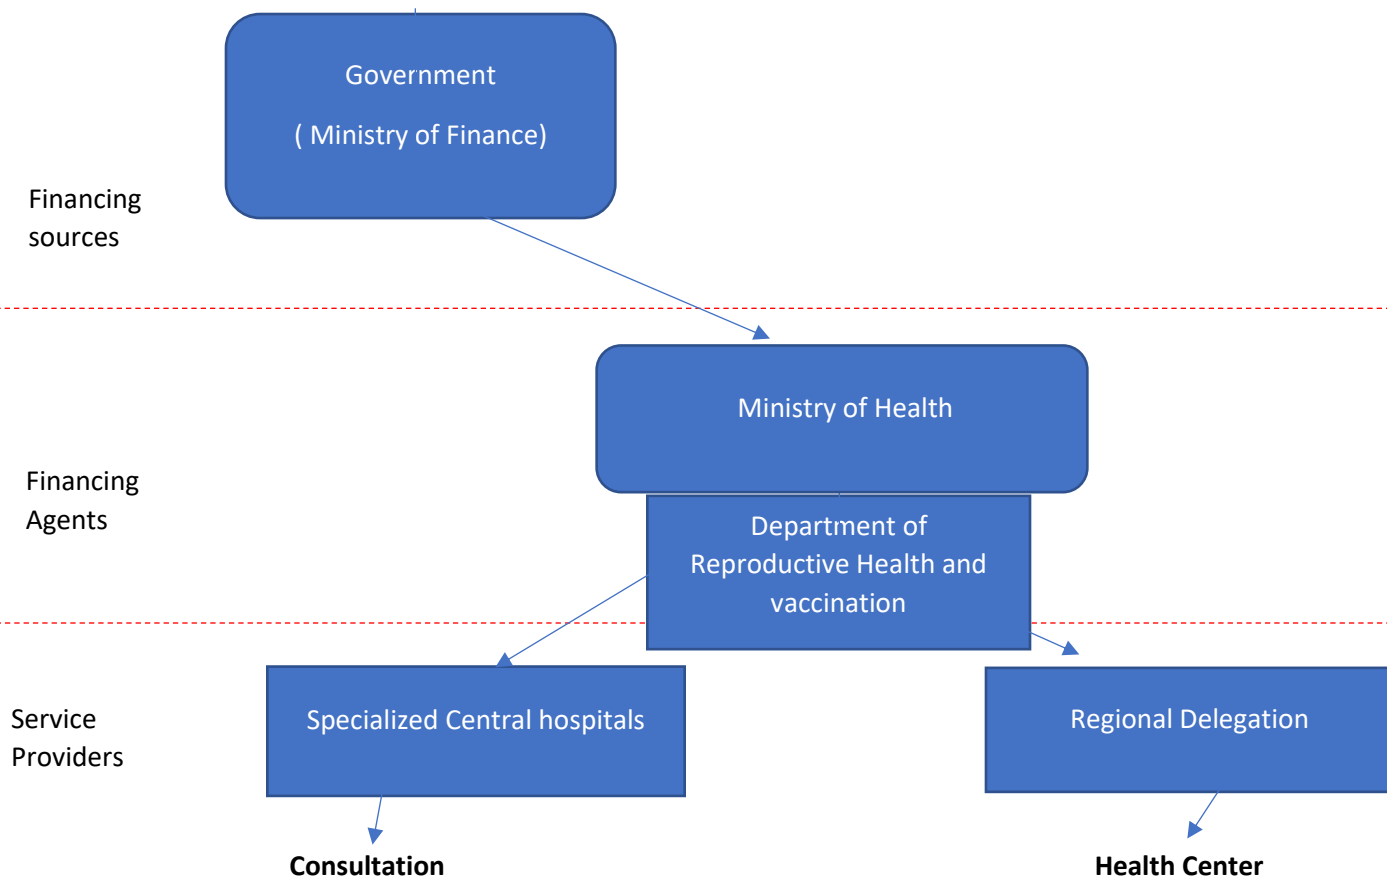 Government
( Ministry of Finance)
Financing
sources
Ministry of Health
Financing
Agents
Department of
Reproductive Health and
vaccination
Service
Providers
Specialized Central hospitals
Regional Delegation
Consultation
Health Center